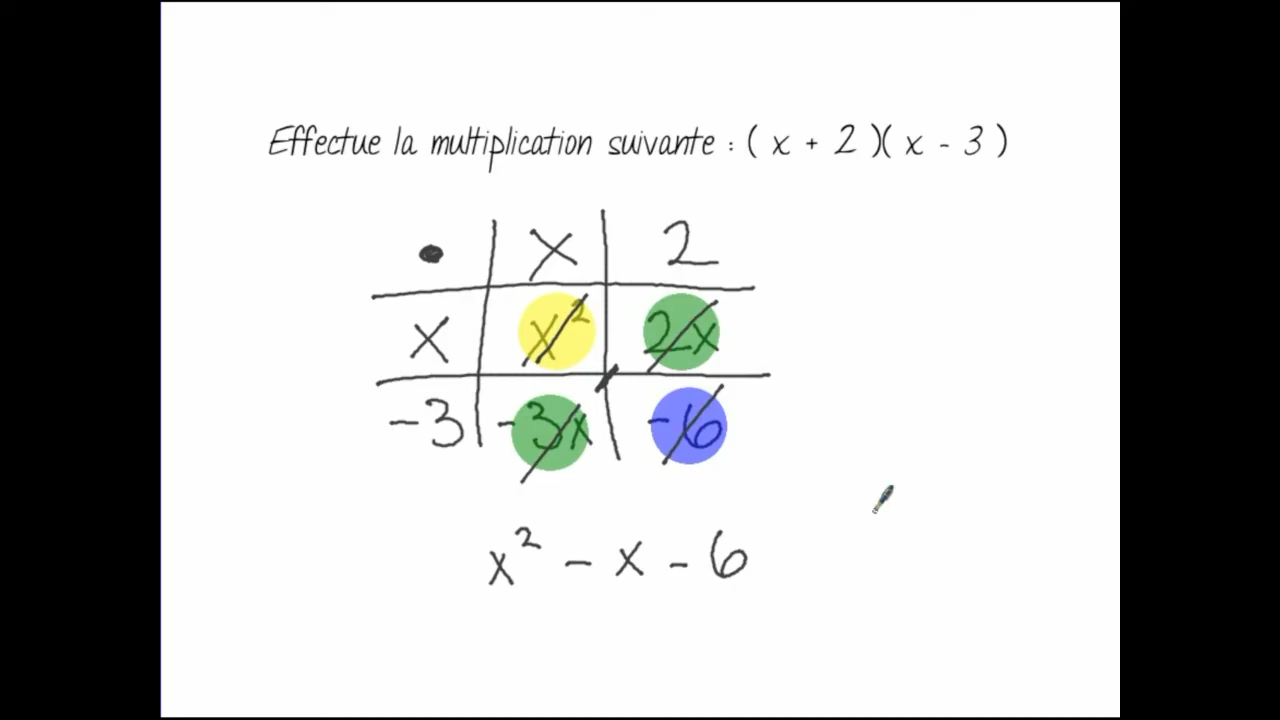 Effectue la multiplication suivante : ( x + 2 )( x - 3 )
• x 2
x x² 2x
-3 -3x -6
x² - x - 6